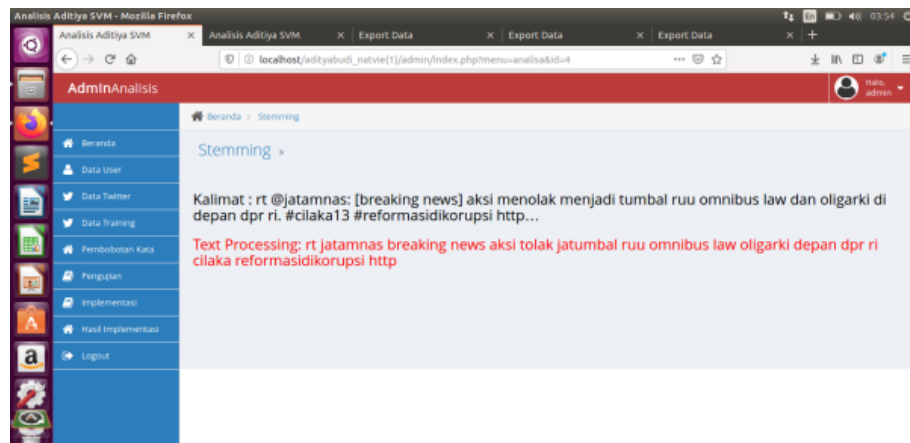 Analisis Aditiya SVM - Mozilla Firefox
En
03:54
Analisis Aditiya SVM × Analisis Aditiya SVM × Export Data × Export Data × Export Data × +
localhost/adityabudi_natvie(1)/admin/index.php?menu=analisa&id=4
AdminAnalisis
Halo, admin
Beranda > Stemming
Stemming »
Beranda
Data User
Data Twitter
Data Training
Pembobotan Kata
Pengujian
Implementasi
Hasil Implementasi
Logout
Kalimat : rt @jatamnas: [breaking news] aksi menolak menjadi tumbal ruu omnibus law dan oligarki di
depan dpr ri. #cilaka13 #reformasidikorupsi http...
Text Processing: rt jatamnas breaking news aksi tolak jatumbal ruu omnibus law oligarki depan dpr ri
cilaka reformasidikorupsi http